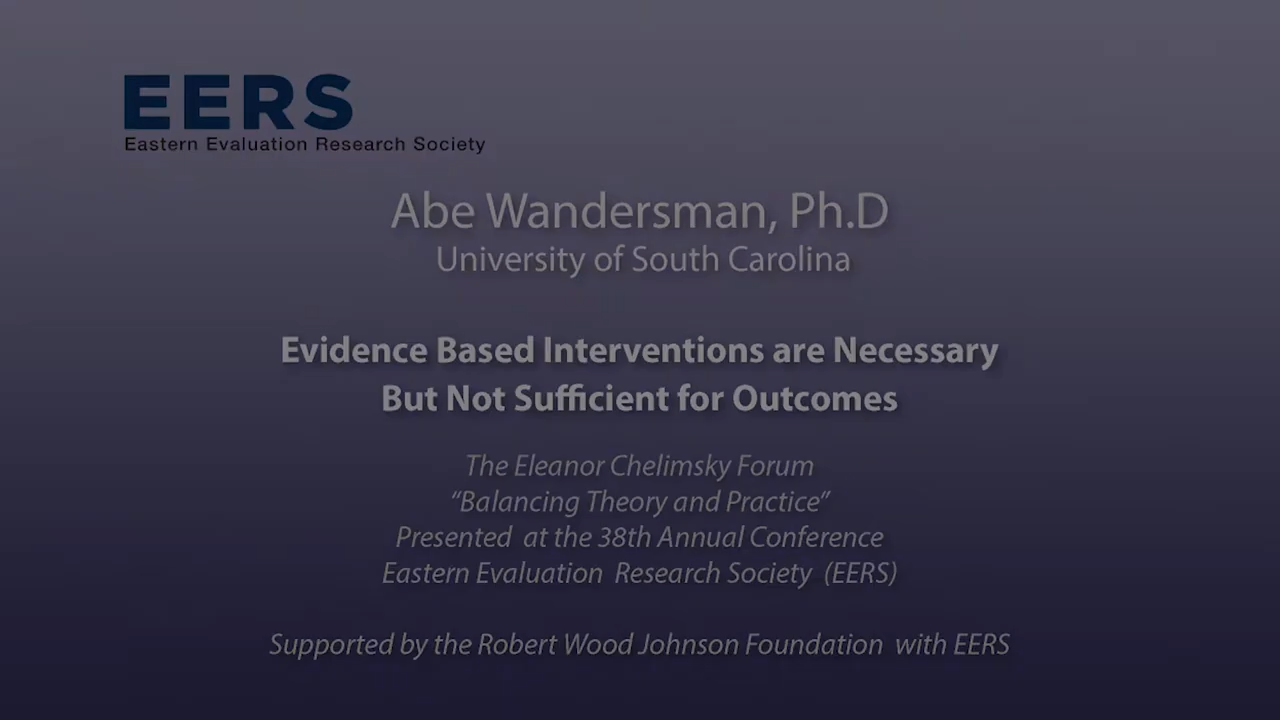 EERS
Eastern Evaluation Research Society
Abe Wandersman, Ph.D
University of South Carolina
Evidence Based Interventions are Necessary
But Not Sufficient for Outcomes
The Eleanor Chelimsky Forum
“Balancing Theory and Practice”
Presented at the 38th Annual Conference
Eastern Evaluation Research Society (EERS)
Supported by the Robert Wood Johnson Foundation with EERS